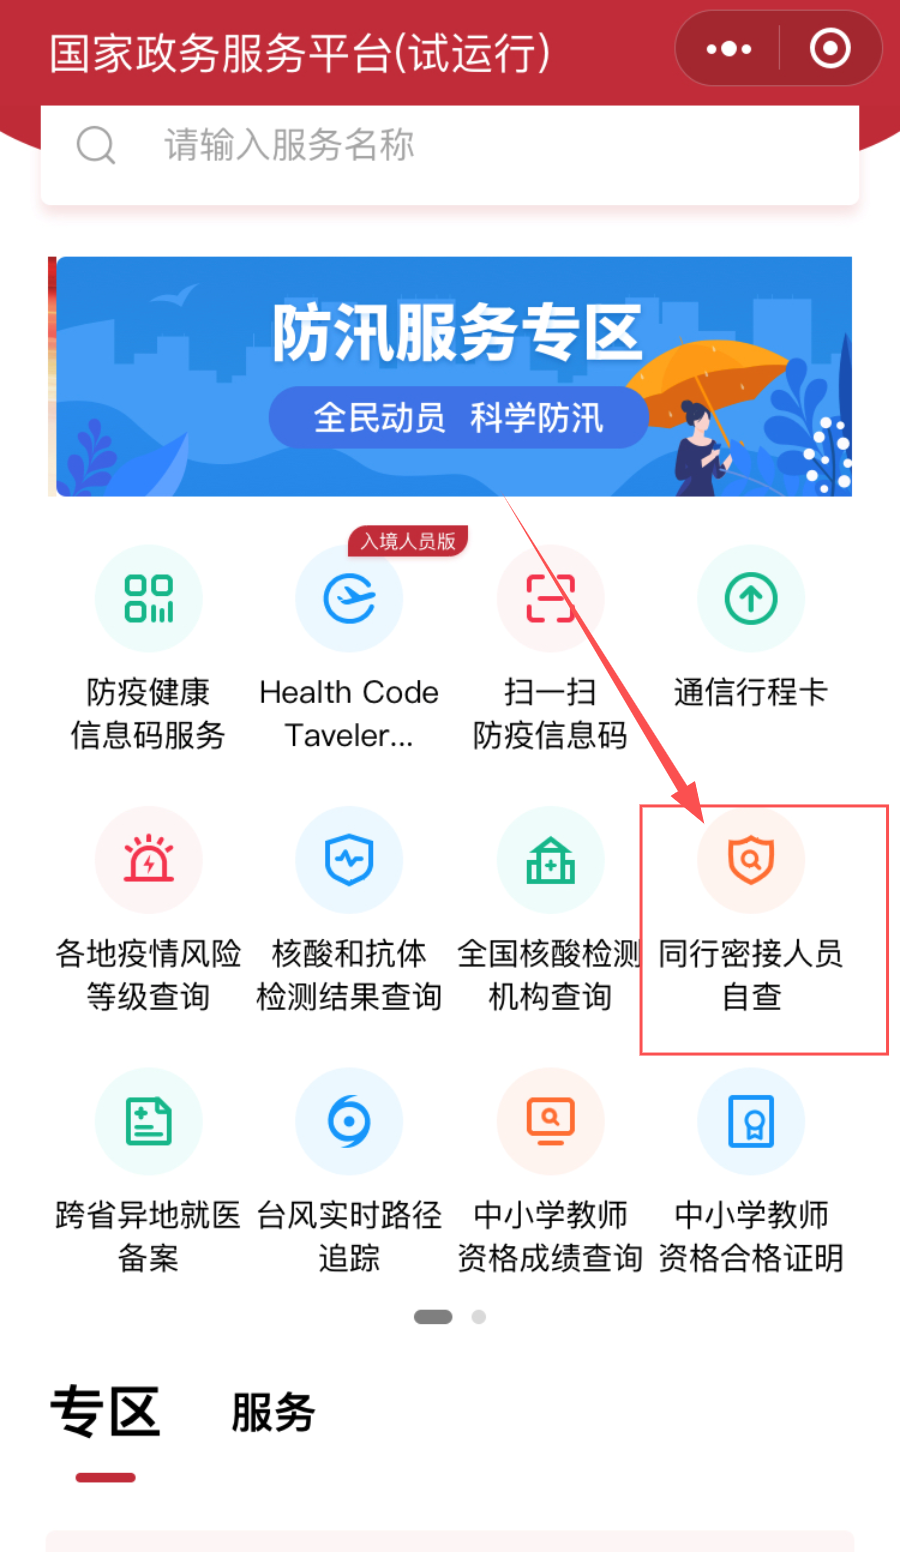 国家政务服务平台(试运行)
请输入服务名称
防汛服务专区
全民动员 科学防汛
入境人员版
防疫健康
信息码服务
Health Code
Taveler...
扫一扫
防疫信息码
通信行程卡
各地疫情风险
等级查询
核酸和抗体
检测结果查询
全国核酸检测
机构查询
同行密接人员
自查
跨省异地就医
备案
台风实时路径
追踪
中小学教师
资格成绩查询
中小学教师
资格合格证明
专区
服务